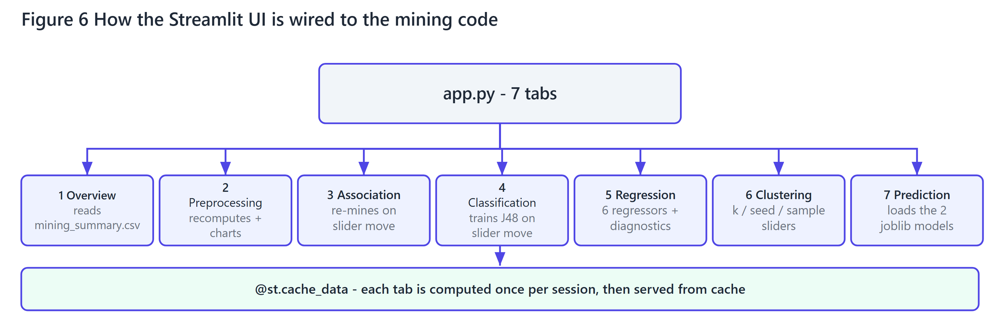 Figure 6 How the Streamlit UI is wired to the mining code
app.py - 7 tabs
1 Overview
reads
mining_summary.csv
2
Preprocessing
recomputes +
charts
3 Association
re-mines on
slider move
4
Classification
trains J48 on
slider move
5 Regression
6 regressors +
diagnostics
6 Clustering
k / seed / sample
sliders
7 Prediction
loads the 2
joblib models
@st.cache_data - each tab is computed once per session, then served from cache